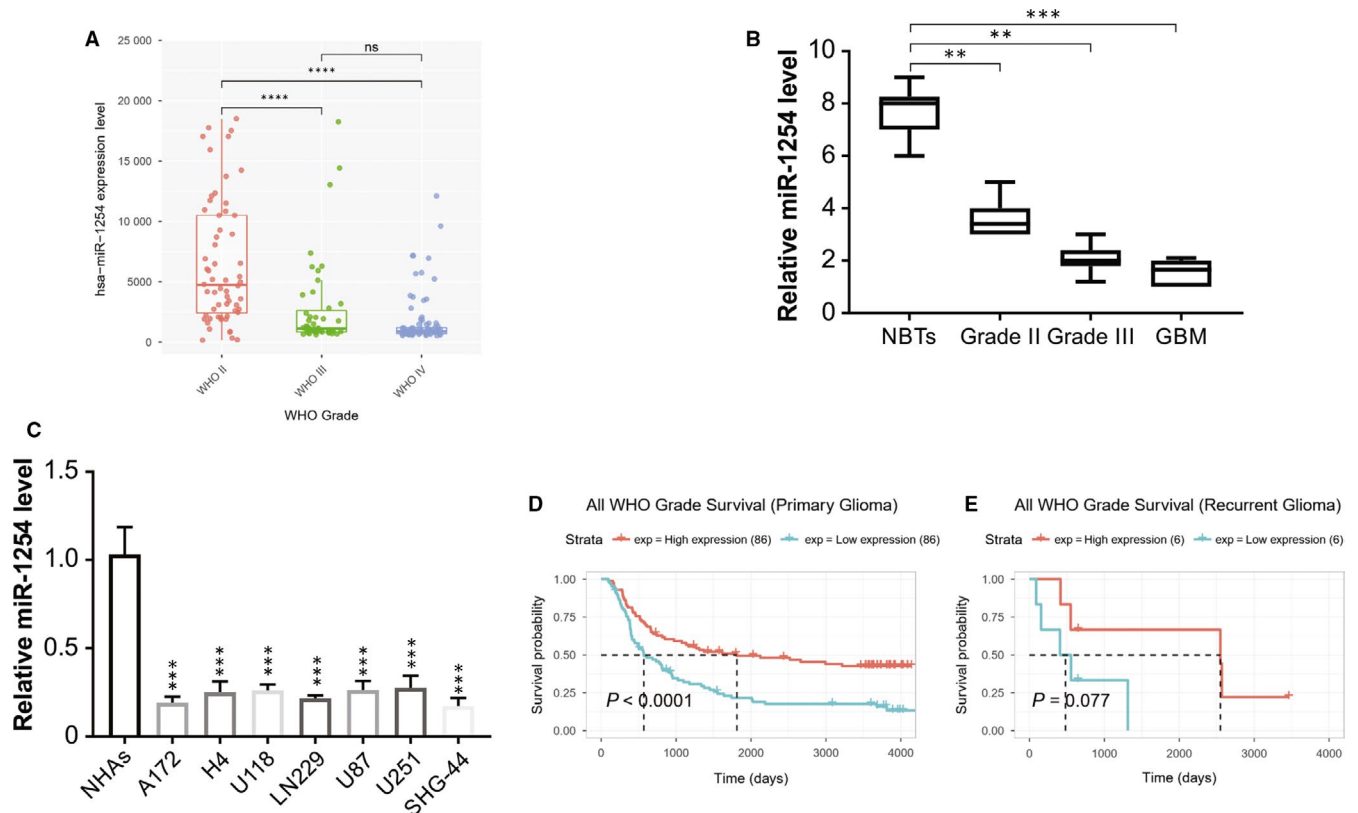 A
25 000
20 000
15 000
10 000
5000
0
hsa−miR−1254 expression level
ns
****
****
WHO II
WHO III
WHO IV
WHO Grade
B
10
8
6
4
2
0
Relative miR-1254 level
***
**
**
NBTs
Grade II
Grade III
GBM
C
1.5
1.0
0.5
0
Relative miR-1254 level
***
***
***
***
***
***
***
NHAs
A172
H4
U118
LN229
U87
U251
SHG-44
D
All WHO Grade Survival (Primary Glioma)
Strata
exp = High expression (86)
exp = Low expression (86)
1.00
0.75
0.50
0.25
0.00
Survival probability
P < 0.0001
0
1000
2000
3000
4000
Time (days)
E
All WHO Grade Survival (Recurrent Glioma)
Strata
exp = High expression (6)
exp = Low expression (6)
1.00
0.75
0.50
0.25
0.00
Survival probability
P = 0.077
0
1000
2000
3000
4000
Time (days)